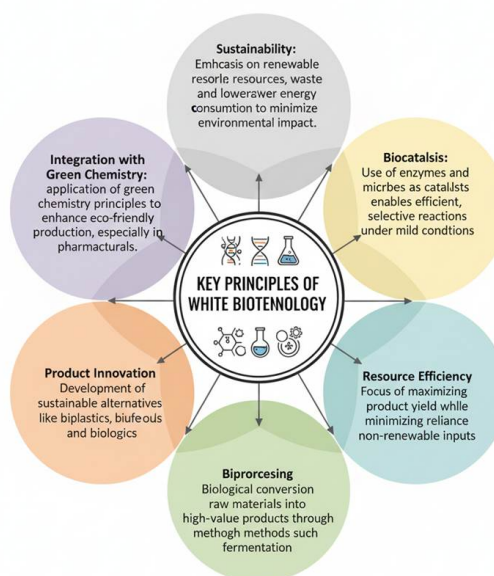 Sustainability:
Emhcasis on renewable
resorle resources, waste
and lowerawer energy
consumtion to minimize
environmental impact.
Integration with
Green Chemistry:
application of green
chemistry principles to
enhance eco-friendly
production, especially in
pharmacturals.
Biocatalsis:
Use of enzymes and
micrbes as catalılsts
enables efficient,
selective reactions
under mild condtions
KEY PRINCIPLES OF
WHITE BIOTENNOLOGY
Product Innovation
Development of
sustainable alternatives
like biplastics, biufeous
and biologics
Resource Efficiency
Focus of maximizing
product yield while
minimizing reliance
non-renewable inputs
Biprorcesing
Biological conversion
raw materials into
high-value products through
methogh methods such
fermentation